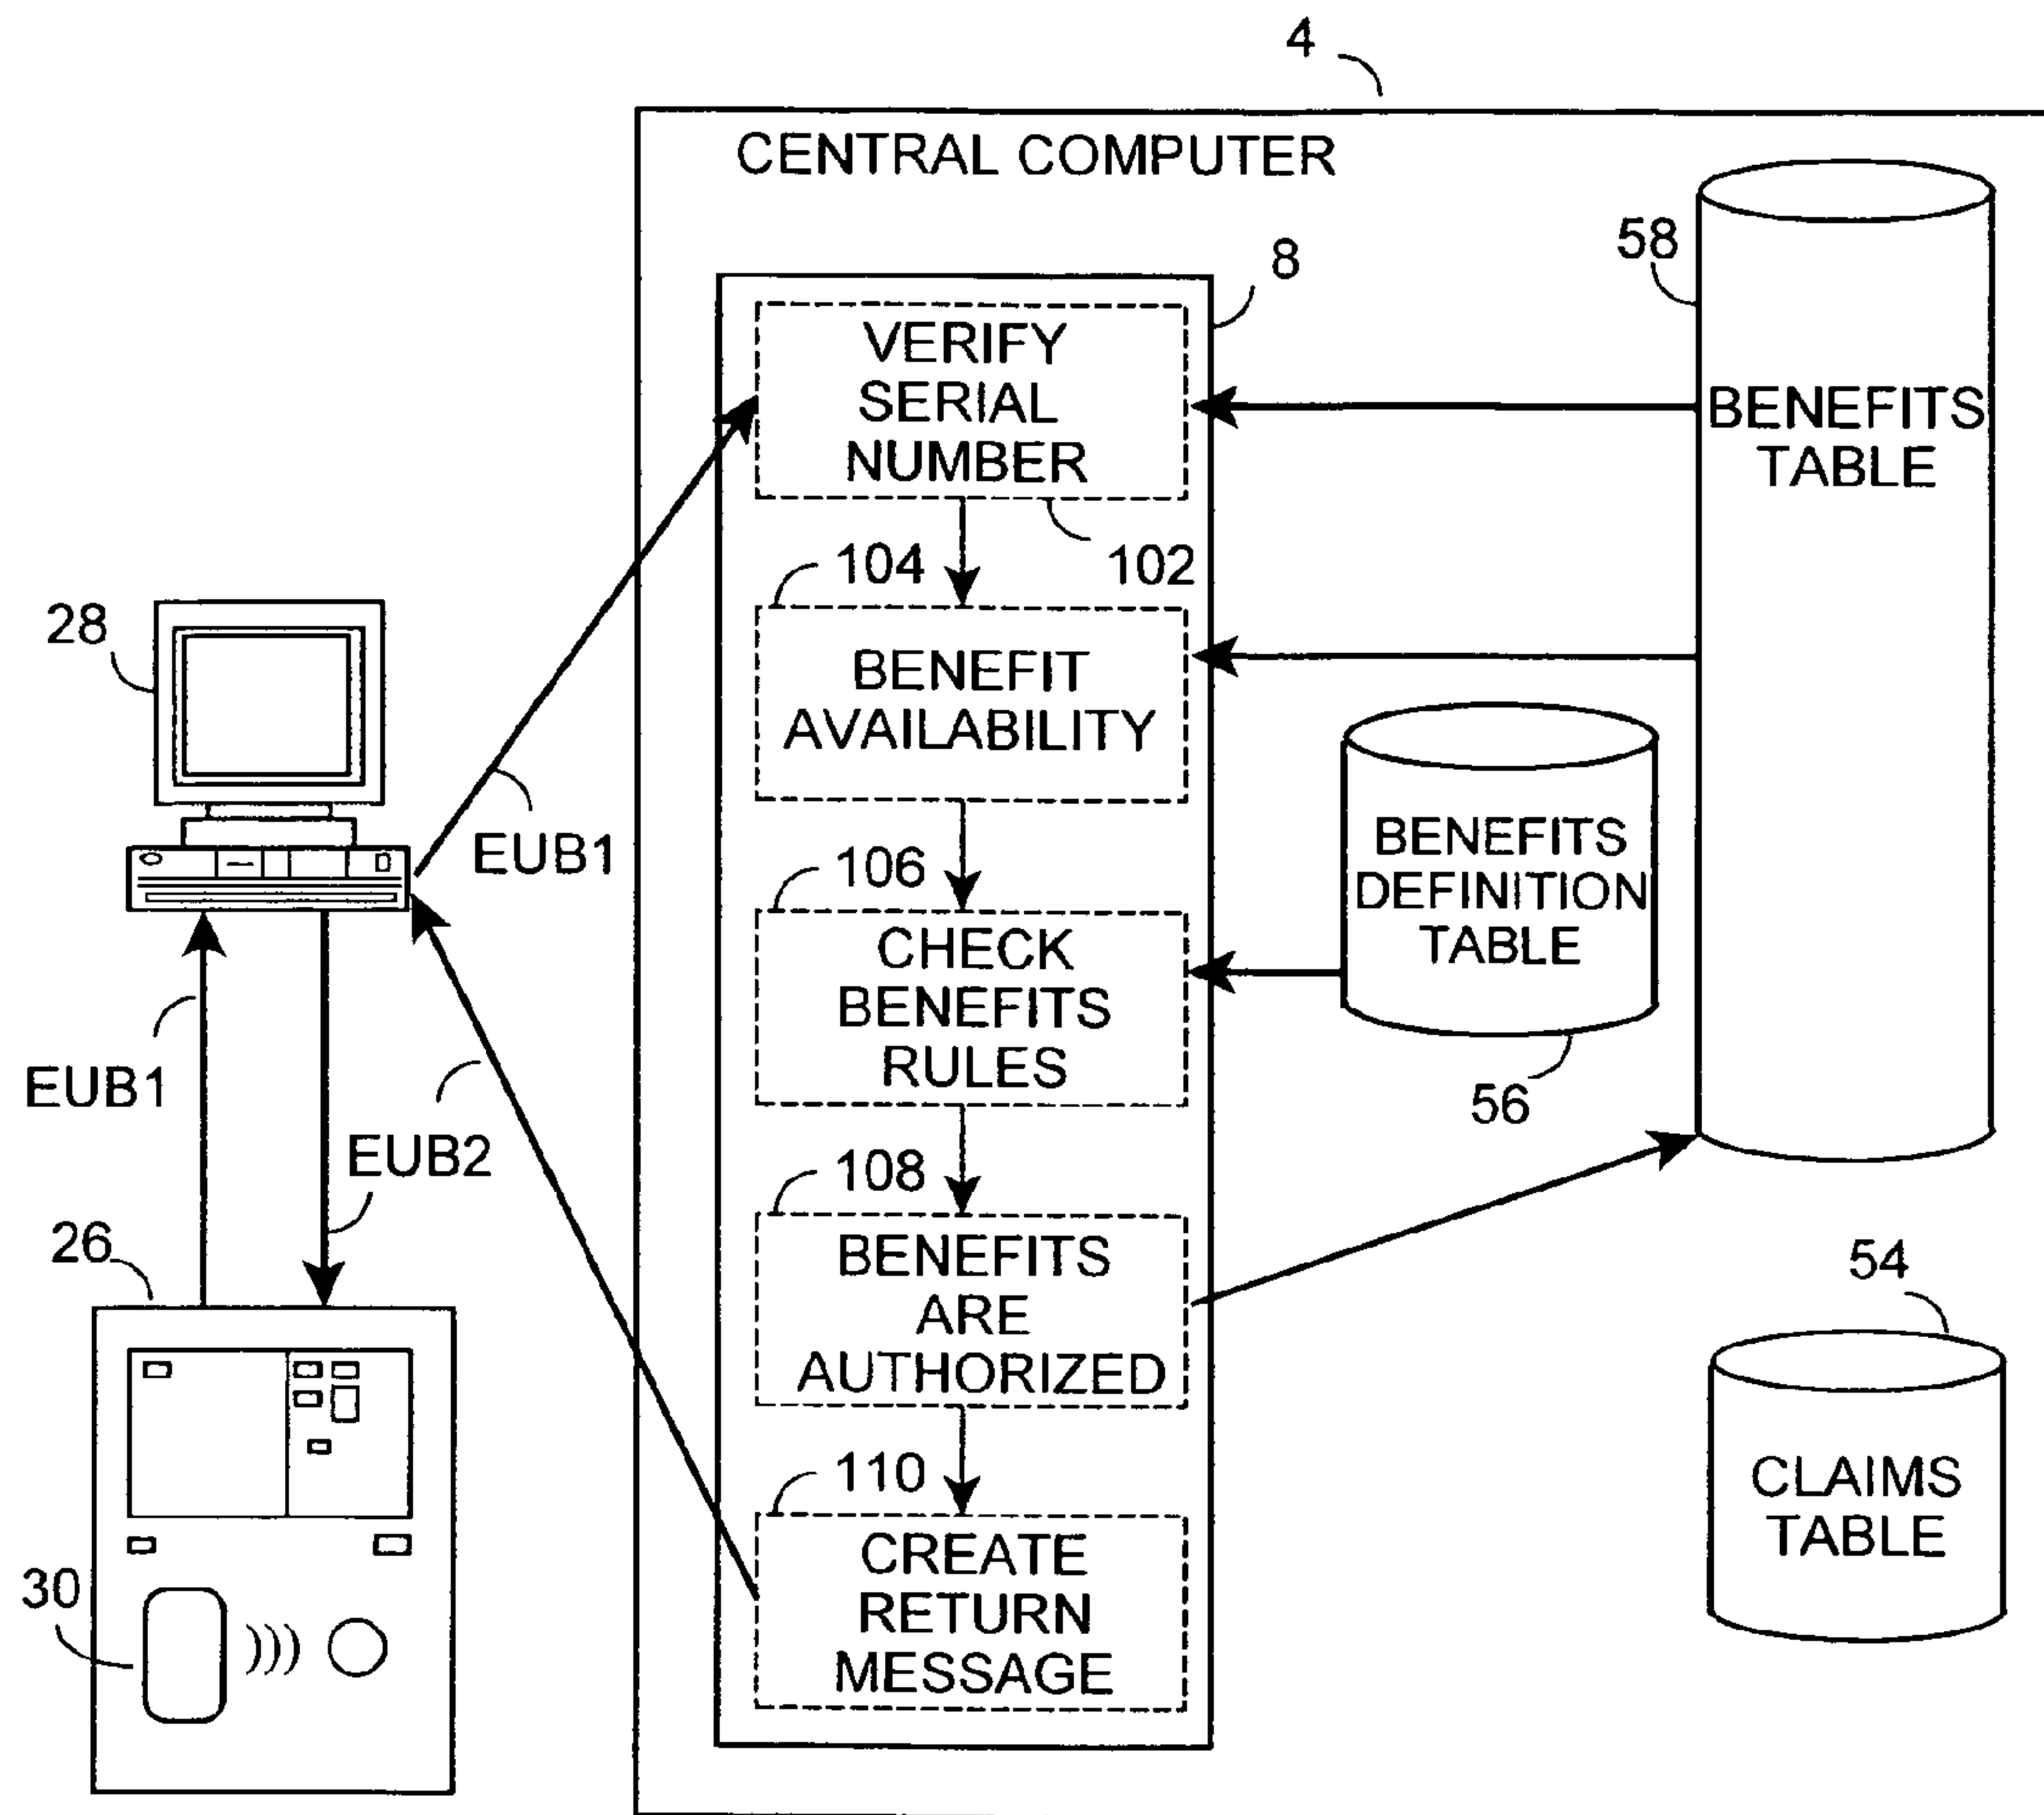 4
CENTRAL COMPUTER
8
58
VERIFY
SERIAL
NUMBER
BENEFITS
TABLE
102
104
28
BENEFIT
AVAILABILITY
EUB1
BENEFITS
DEFINITION
TABLE
56
106
CHECK
BENEFITS
RULES
EUB1
EUB2
108
BENEFITS
ARE
AUTHORIZED
26
54
CLAIMS
TABLE
110
CREATE
RETURN
MESSAGE
30